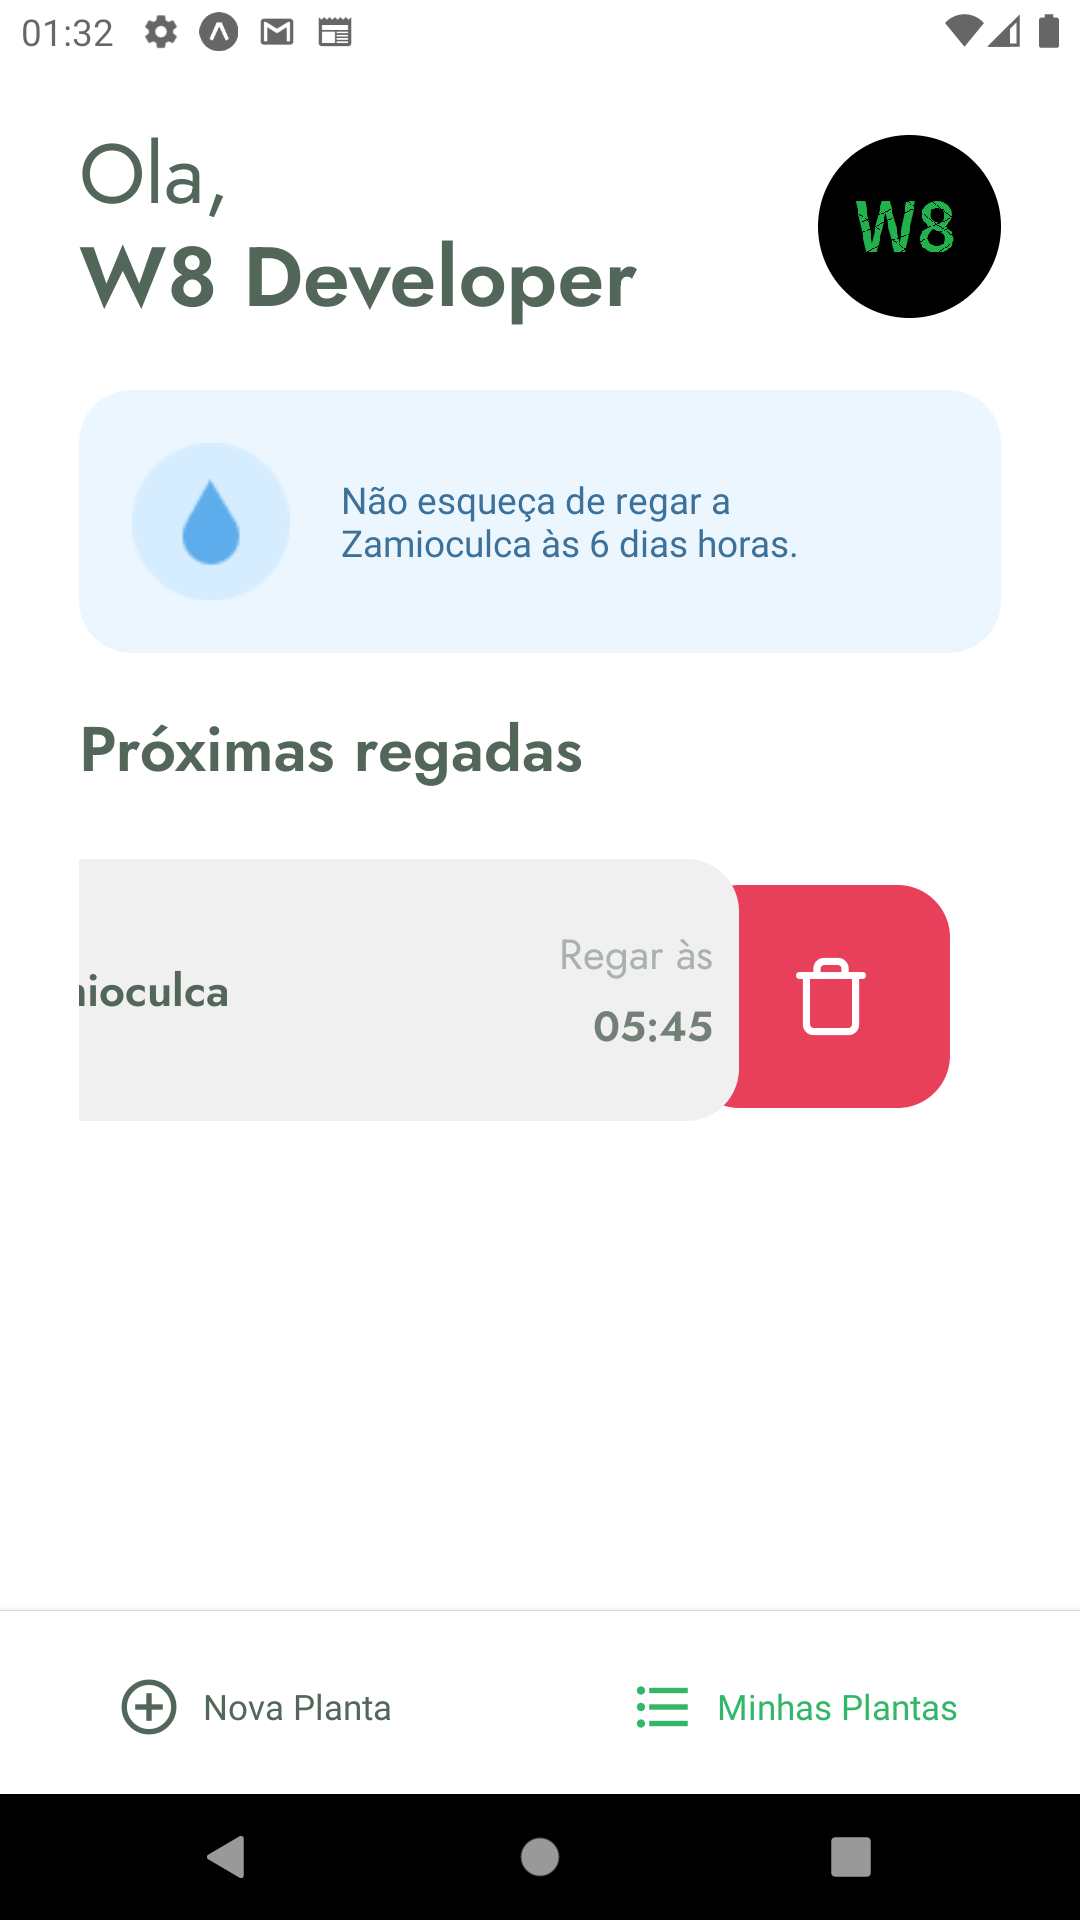 01:32
Ola,
W8 Developer
W8
Não esqueça de regar a
Zamioculca às 6 dias horas.
Próximas regadas
Regar às
ioculca
05:45
Nova Planta
Minhas Plantas